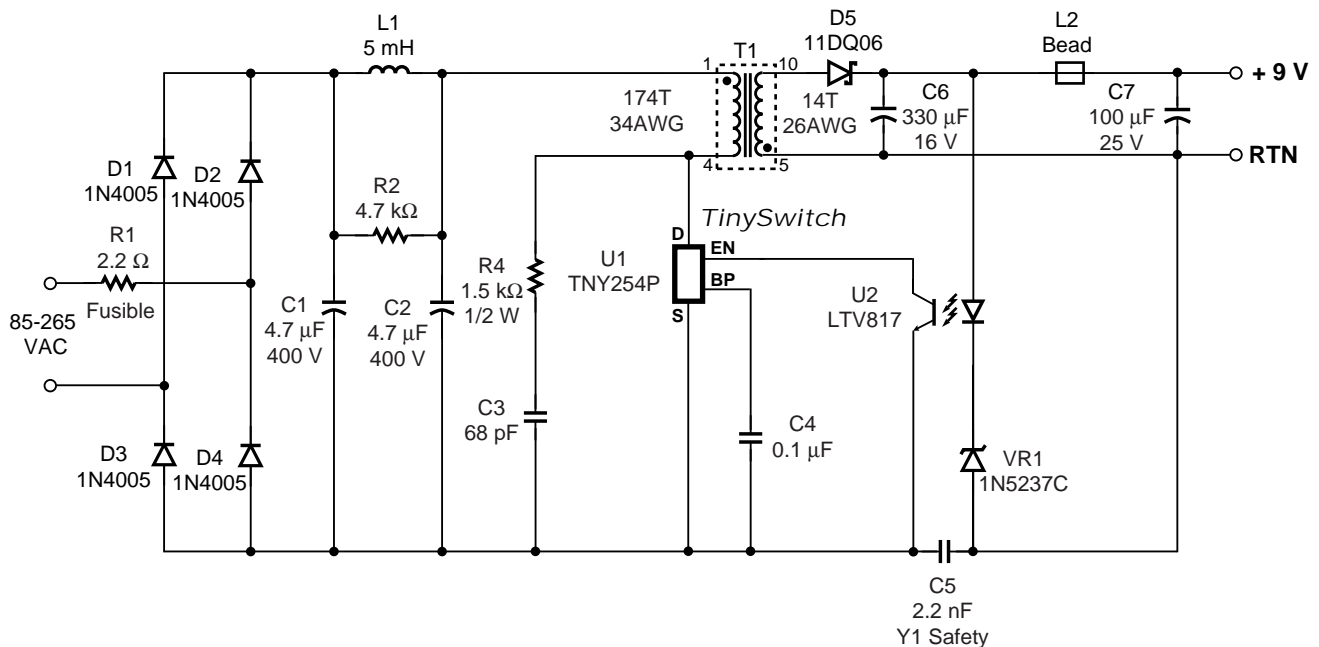 L1
5 mH
D5
11DQ06
L2
Bead
T1
1
10
+ 9 V
174T
34AWG
14T
26AWG
C6
330 μF
16 V
C7
100 μF
25 V
4
5
RTN
D1
1N4005
D2
1N4005
R2
4.7 kΩ
TinySwitch
R1
2.2 Ω
Fusible
D
EN
BP
S
U1
TNY254P
R4
1.5 kΩ
1/2 W
U2
LTV817
85-265
VAC
C1
4.7 μF
400 V
C2
4.7 μF
400 V
C3
68 pF
C4
0.1 μF
D3
1N4005
D4
1N4005
VR1
1N5237C
C5
2.2 nF
Y1 Safety